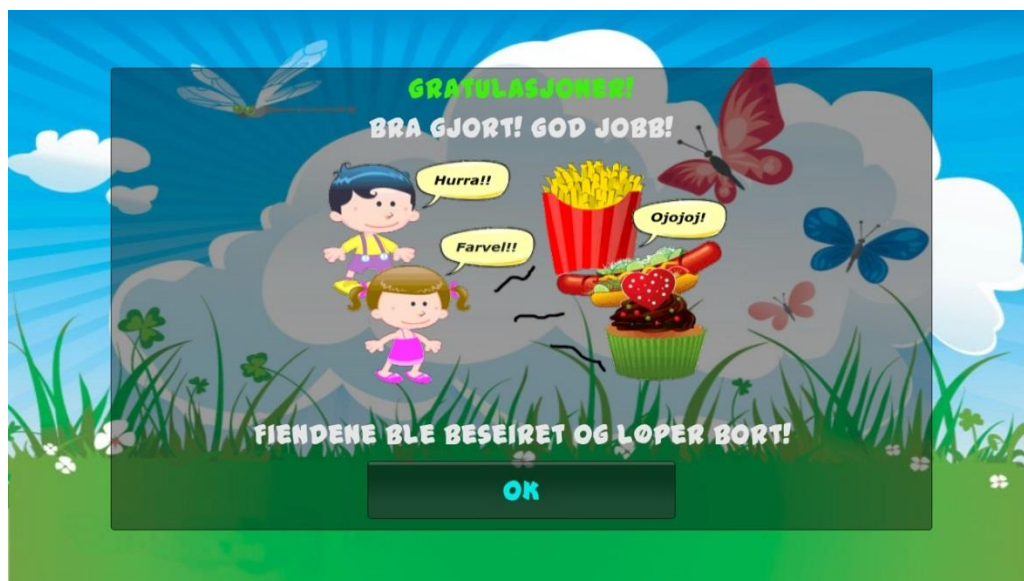 GRATULASJONER!
BRA GJORT! GOD JOBB!
Hurra!!
Ojojoj!
Farvel!!
FIENDENE BLE BESEIRET OG LØPER BORT!
OK